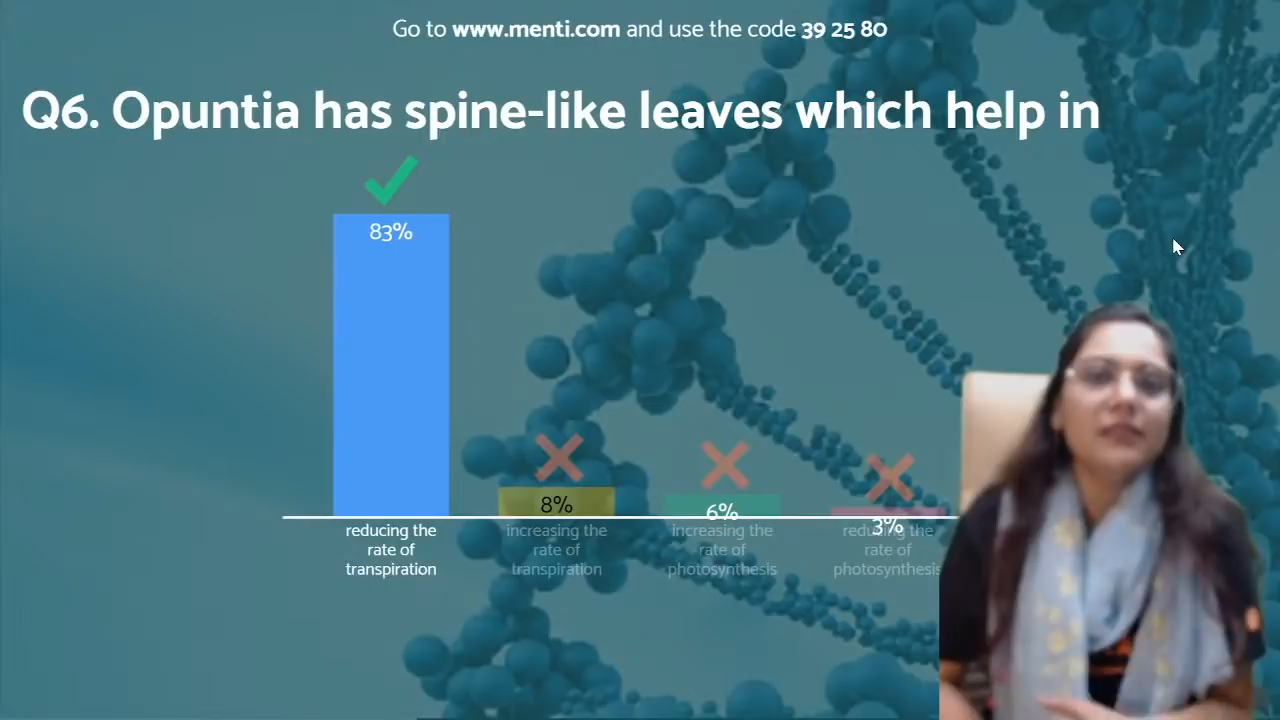 Go to www.menti.com and use the code 39 25 80
Q6. Opuntia has spine-like leaves which help in
83%
8%
6%
3%
reducing the
rate of
transpiration
increasing the
rate of
transpiration
increasing the
rate of
photosynthesis
reducing the
rate of
photosynthesis